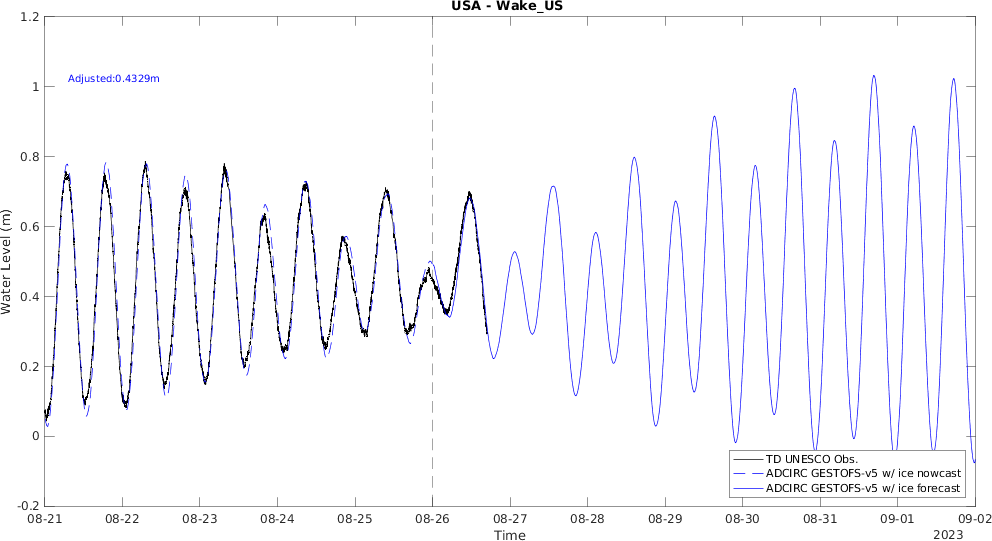 USA - Wake_US
Adjusted:0.4329m
Water Level (m)
1.2
1
0.8
0.6
0.4
0.2
0
-0.2
TD UNESCO Obs.
ADCIRC GESTOFS-v5 w/ ice nowcast
ADCIRC GESTOFS-v5 w/ ice forecast
08-21 08-22 08-23 08-24 08-25 08-26 08-27 08-28 08-29 08-30 08-31 09-01 09-02
Time
2023